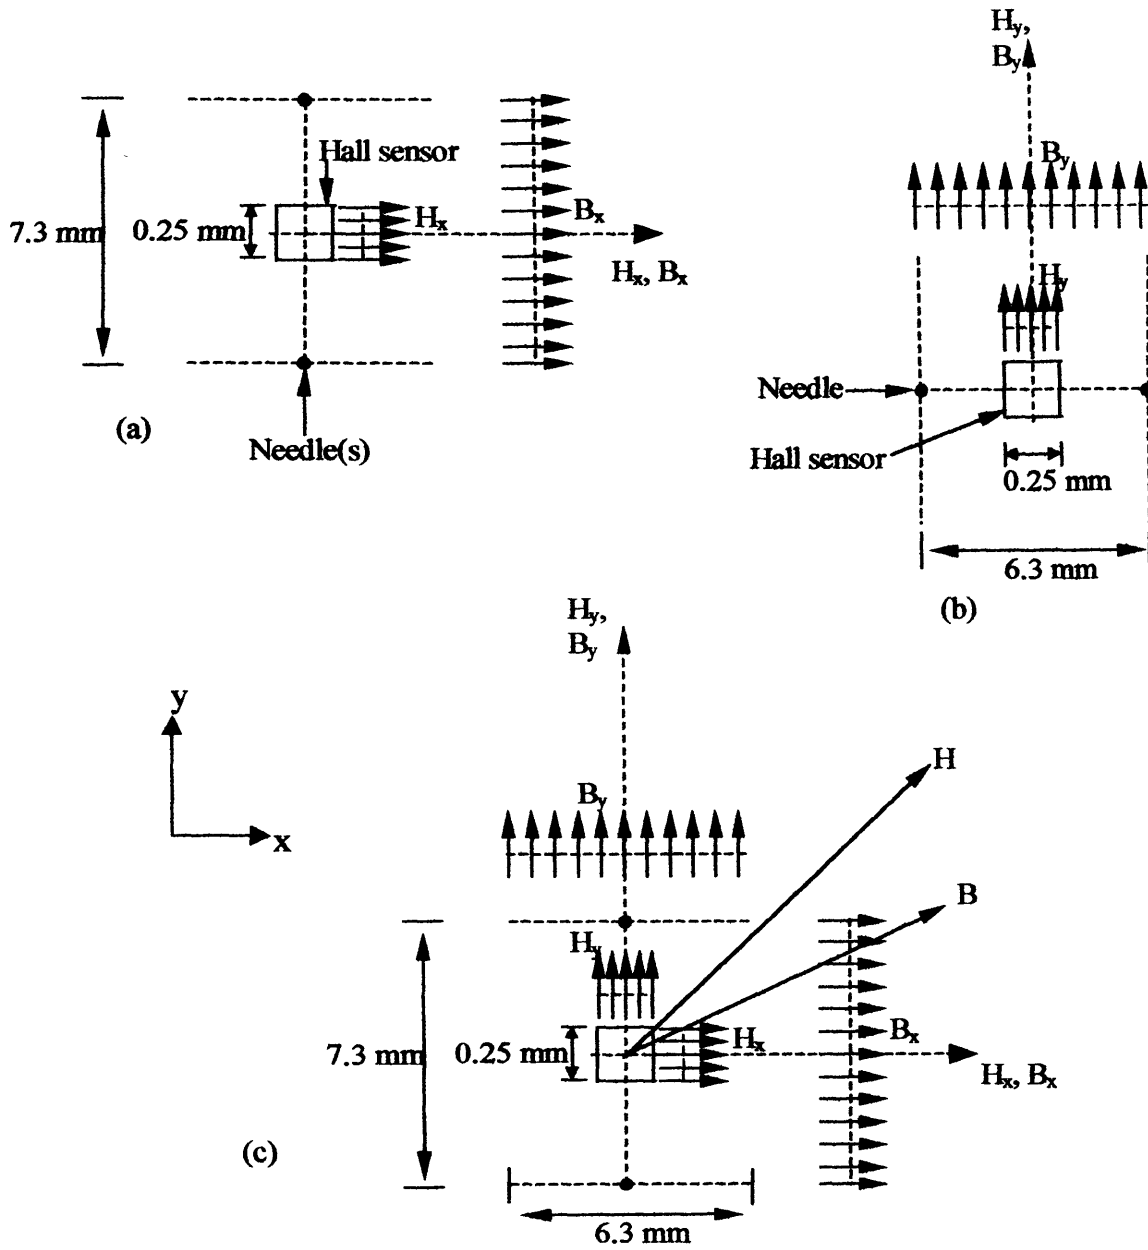 Hall sensor
7.3 mm
0.25 mm
Hx
Bx
Hx, Bx
(a)
Needle(s)
Hy,
By
By
Hy
Needle
Hall sensor
0.25 mm
6.3 mm
(b)
Hy,
By
y
x
By
H
B
Hy
7.3 mm
0.25 mm
Hx
Bx
Hx, Bx
(c)
6.3 mm